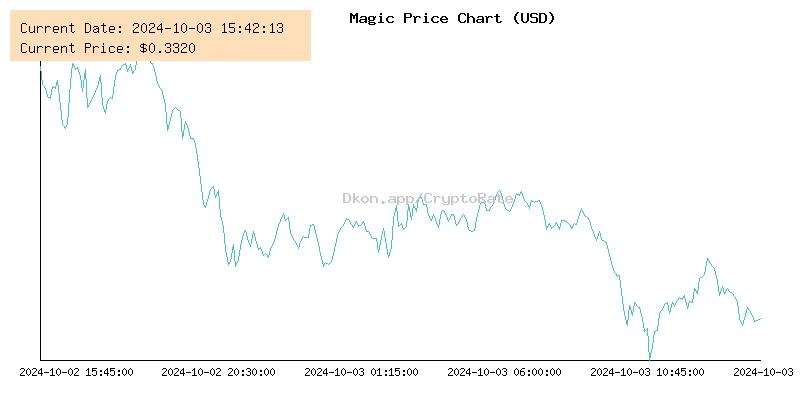 Magic Price Chart (USD)
Current Date: 2024-10-03 15:42:13
Current Price: $0.3320
Dkon.app/CryptoRate
2024-10-02 15:45:00
2024-10-02 20:30:00
2024-10-03 01:15:00
2024-10-03 06:00:00
2024-10-03 10:45:00
2024-10-03